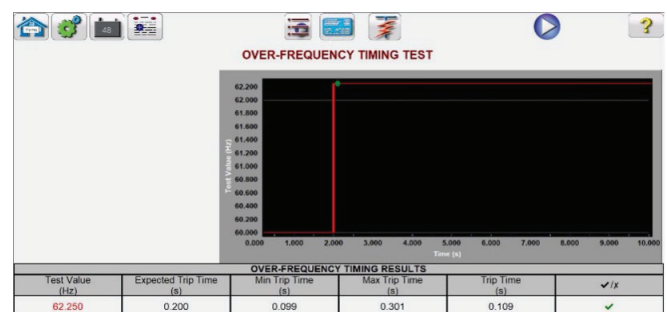 48
?
OVER-FREQUENCY TIMING TEST
62.200
62.000
61.800
61.600
61.400
61.200
61.000
60.800
60.600
60.400
60.200
60.000
Test Value (Hz)
0.000 1.000 2.000 3.000 4.000 5.000 6.000 7.000 8.000 9.000 10.000
Time (s)
OVER-FREQUENCY TIMING RESULTS
Test Value (Hz) Expected Trip Time (s) Min Trip Time (s) Max Trip Time (s) Trip Time (s) ✓/x
62.250 0.200 0.099 0.301 0.109 ✓